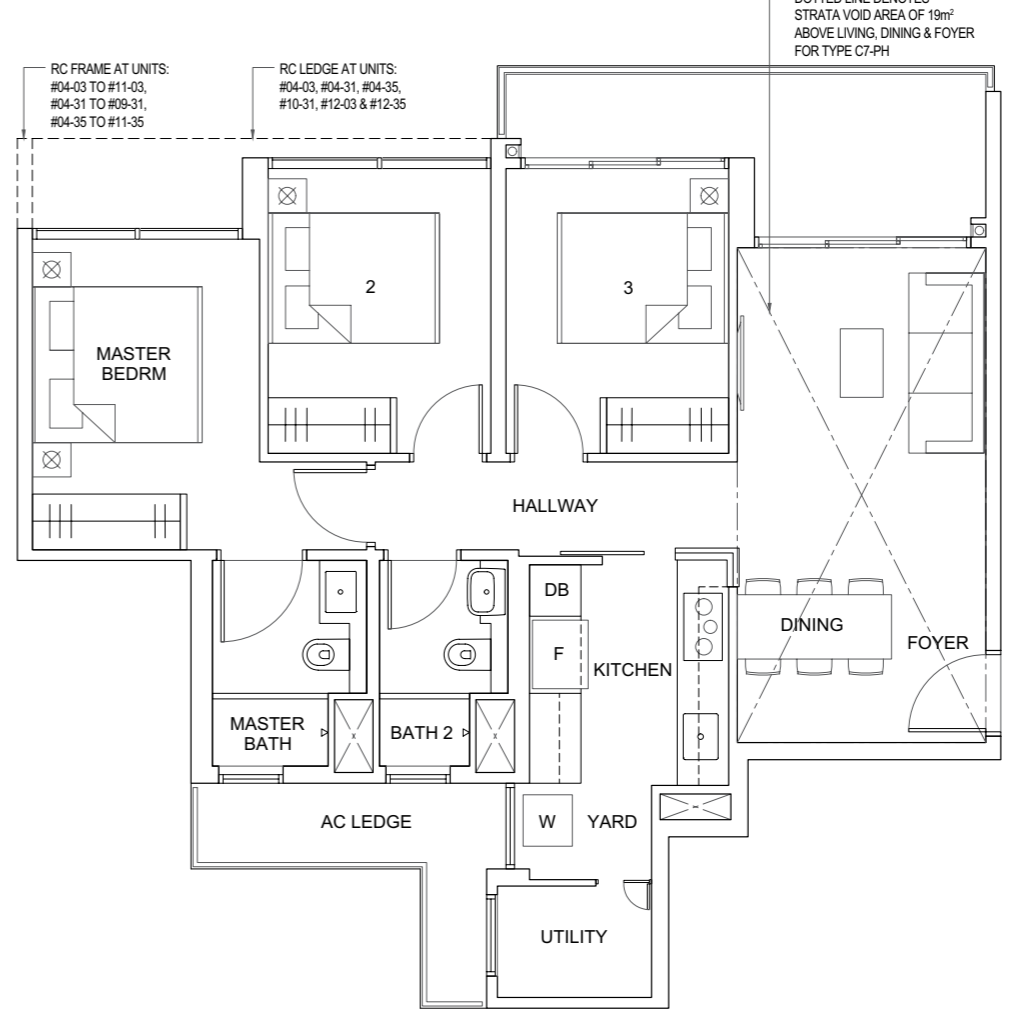 DOTTED LINE DENOTES
STRATA VOID AREA OF 19m²
ABOVE LIVING, DINING & FOYER
FOR TYPE C7-PH
RC FRAME AT UNITS:
#04-03 TO #11-03,
#04-31 TO #09-31,
#04-35 TO #11-35
RC LEDGE AT UNITS:
#04-03, #04-31, #04-35,
#10-31, #12-03 & #12-35
2
3
MASTER
BEDRM
HALLWAY
DB
F
KITCHEN
DINING
FOYER
MASTER
BATH
BATH 2
AC LEDGE
W
YARD
UTILITY